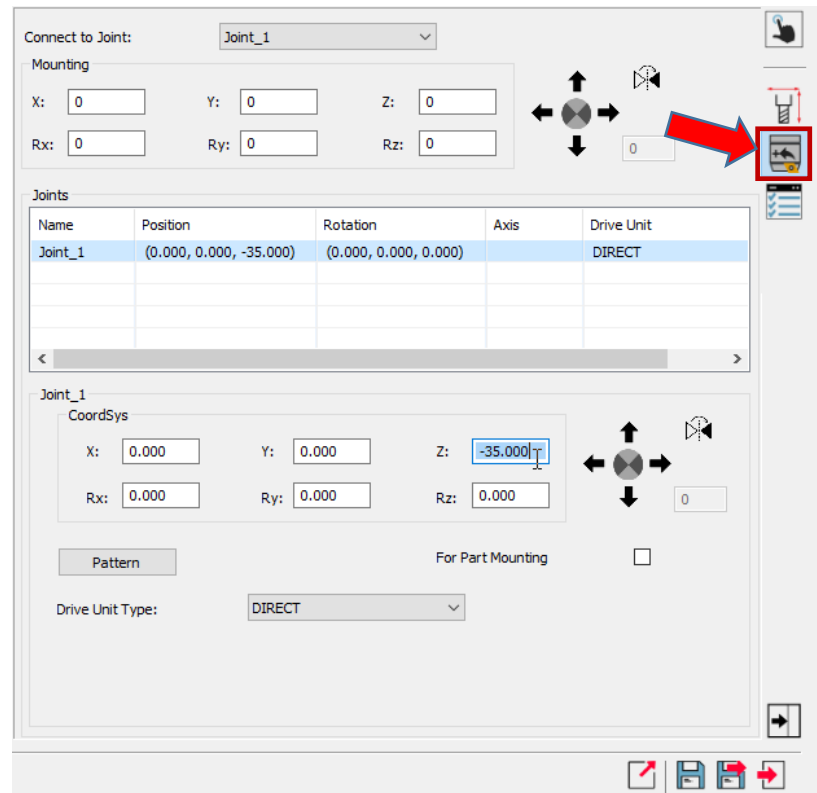 Connect to Joint: Joint_1
Mounting
X: 0 Y: 0 Z: 0
Rx: 0 Ry: 0 Rz: 0 0
Joints
Name Position Rotation Axis Drive Unit
Joint_1 (0.000, 0.000, -35.000) (0.000, 0.000, 0.000) DIRECT
Joint_1
CoordSys
X: 0.000 Y: 0.000 Z: -35.000
Rx: 0.000 Ry: 0.000 Rz: 0.000 0
Pattern For Part Mounting
Drive Unit Type: DIRECT